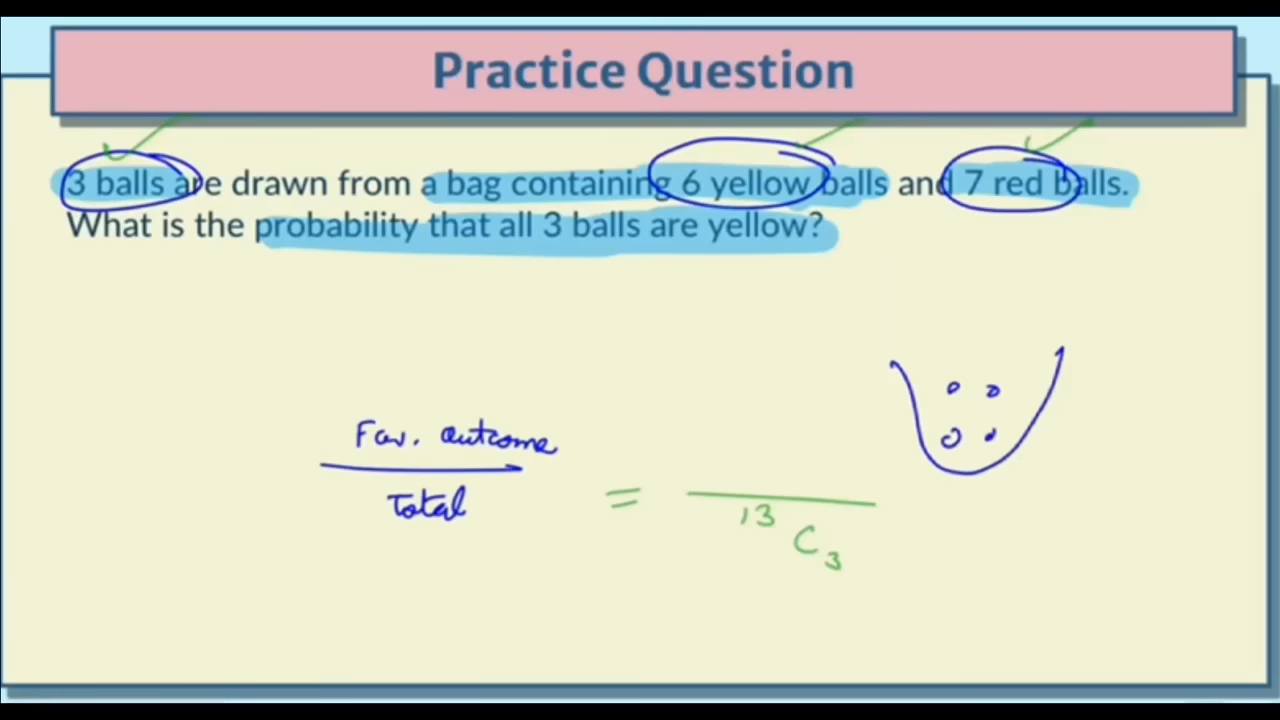 Practice Question
3 balls are drawn from a bag containing 6 yellow balls and 7 red balls.
What is the probability that all 3 balls are yellow?
Fav. outcome
Total
=
13 C 3